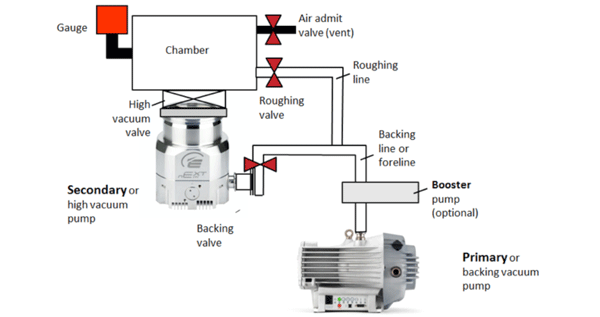 Gauge
Air admit
valve (vent)
Chamber
Roughing
line
High
vacuum
valve
Roughing
valve
Backing
line or
foreline
Secondary or
high vacuum
pump
Booster
pump
(optional)
Backing
valve
Primary or
backing vacuum
pump